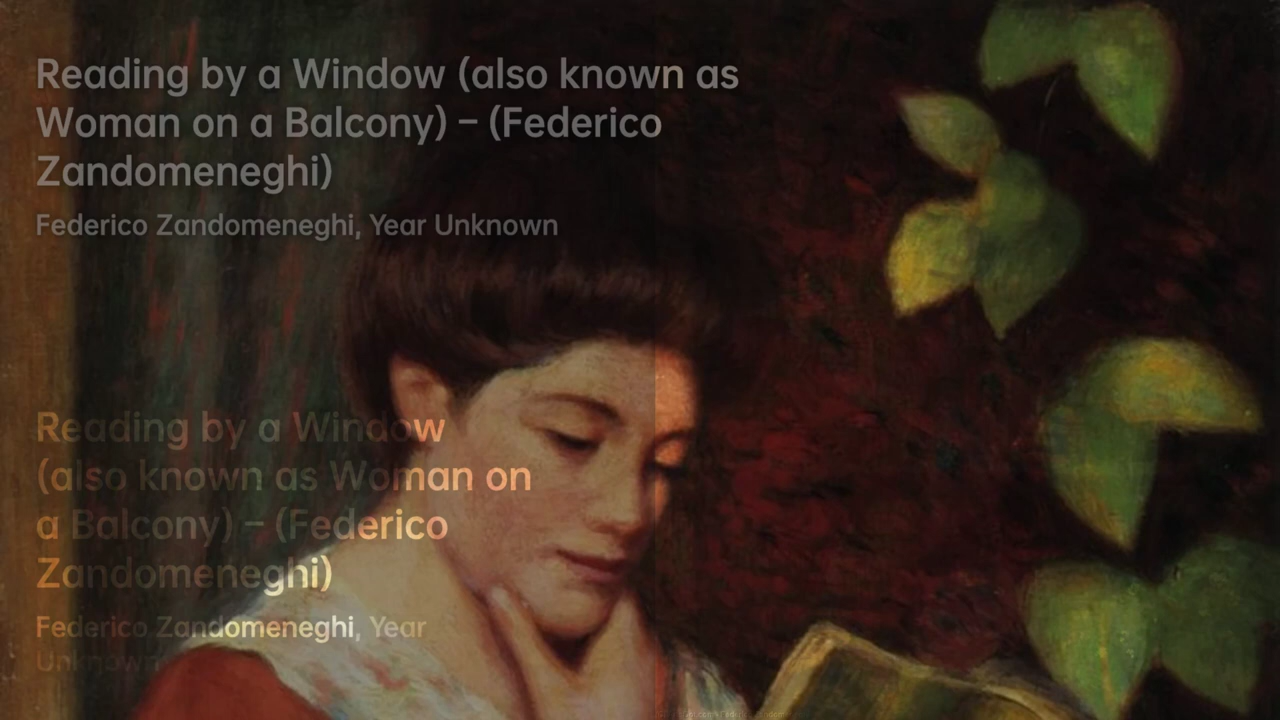 Reading by a Window (also known as
Woman on a Balcony) – (Federico
Zandomeneghi)
Federico Zandomeneghi, Year Unknown
Reading by a Window
(also known as Woman on
a Balcony) – (Federico
Zandomeneghi)
Federico Zandomeneghi, Year
Unknown